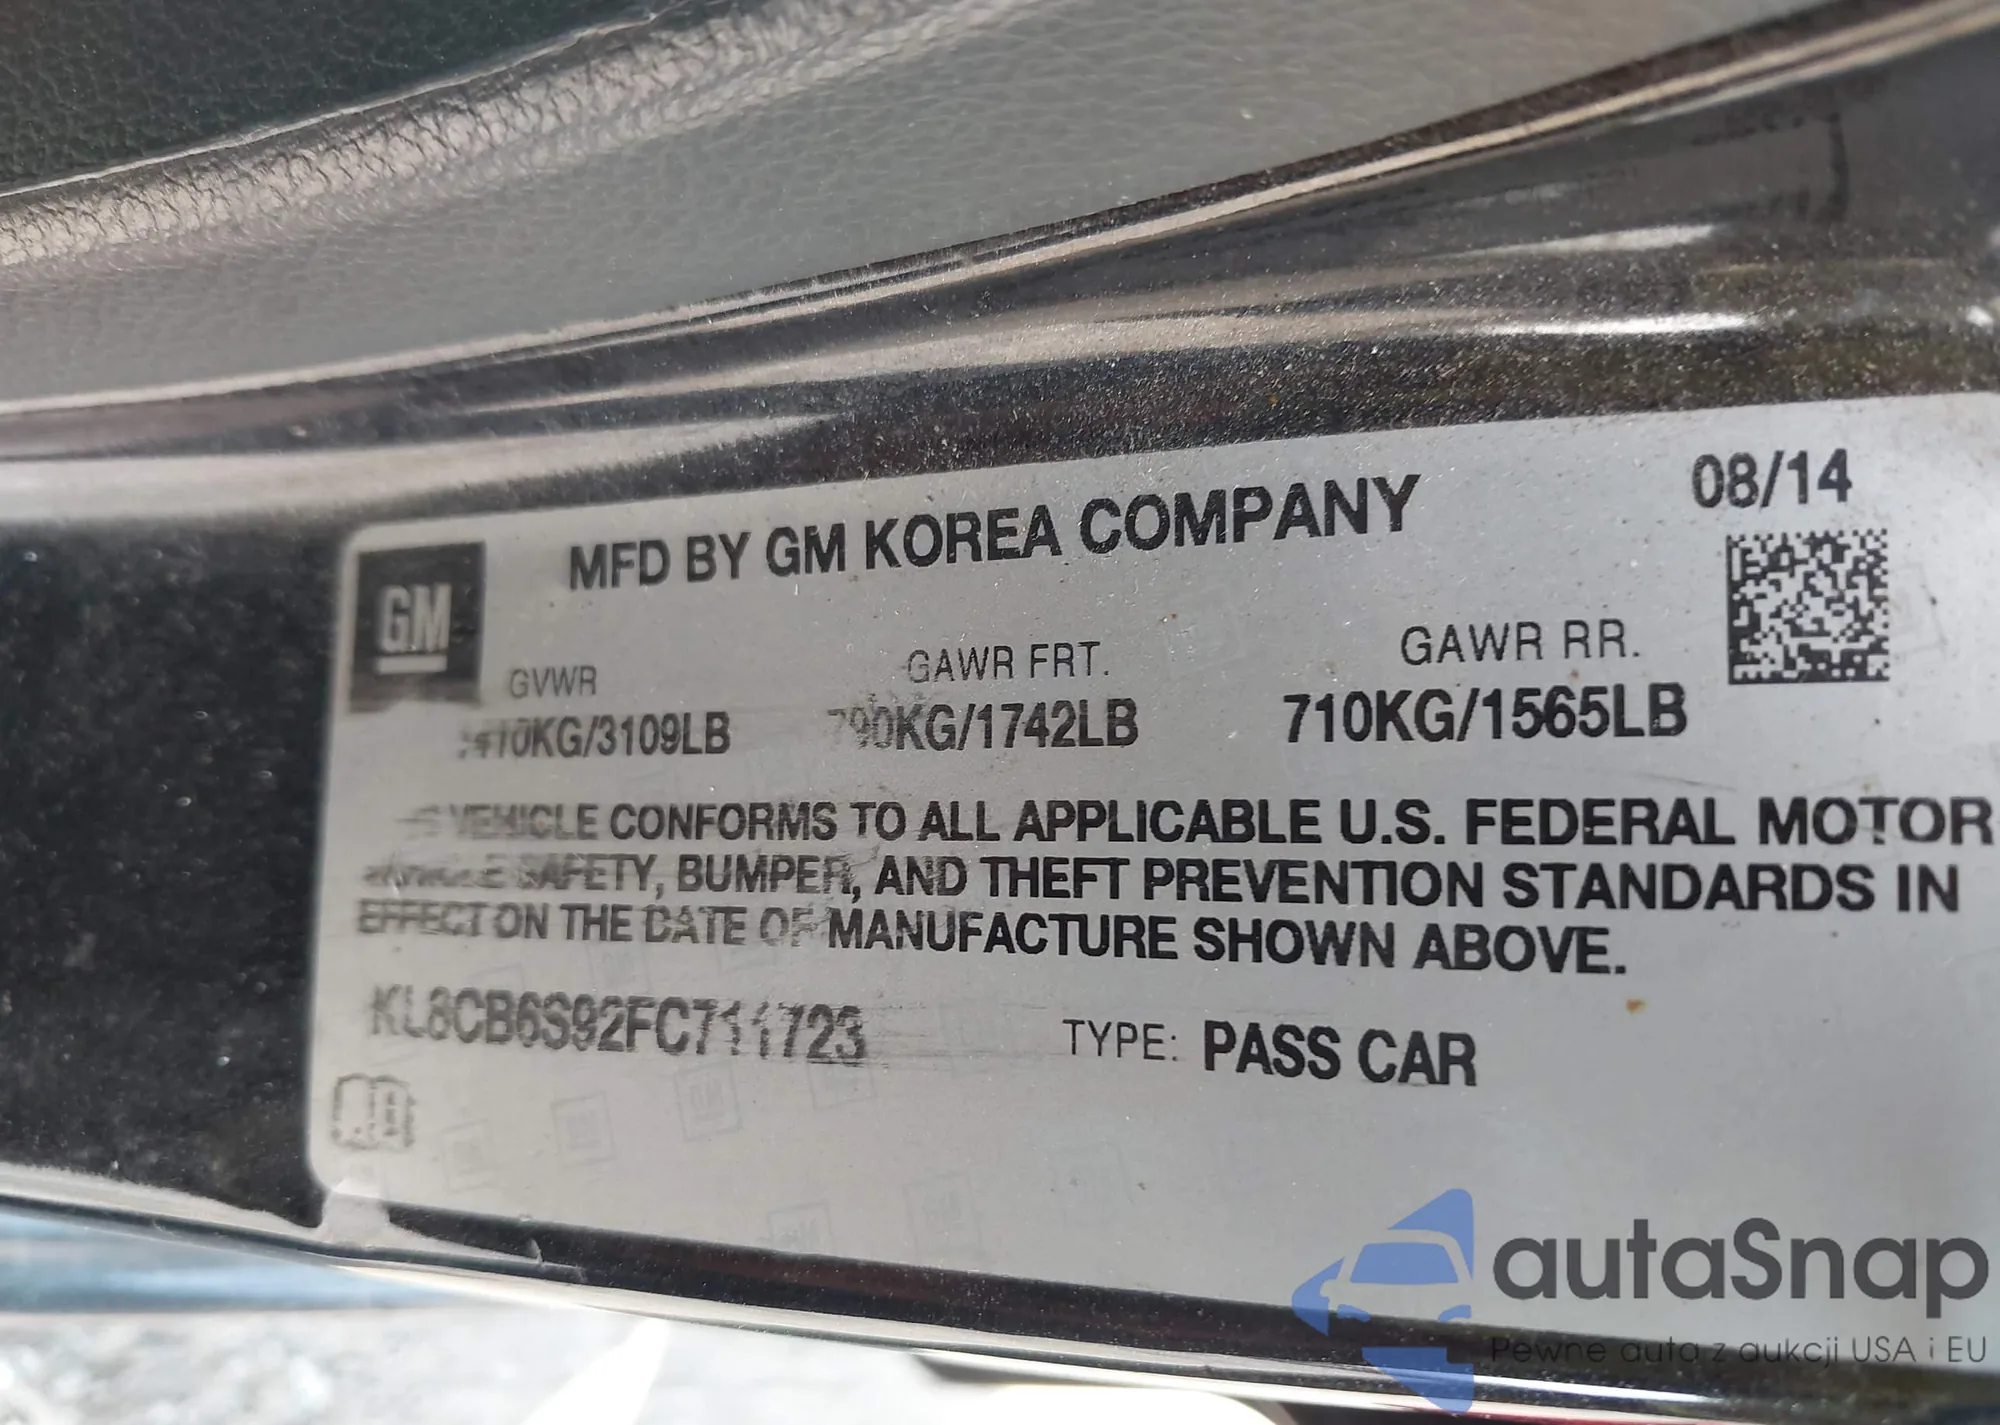 08/14
MFD BY GM KOREA COMPANY
GM
GVWR GAWR FRT. GAWR RR.
1410KG/3109LB 790KG/1742LB 710KG/1565LB
VEHICLE CONFORMS TO ALL APPLICABLE U.S. FEDERAL MOTOR
SAFETY, BUMPER, AND THEFT PREVENTION STANDARDS IN
EFFECT ON THE DATE OF MANUFACTURE SHOWN ABOVE.
KL8CB6S92FC711723 TYPE: PASS CAR
autaSnap
Pewne auta z aukcji USA i EU